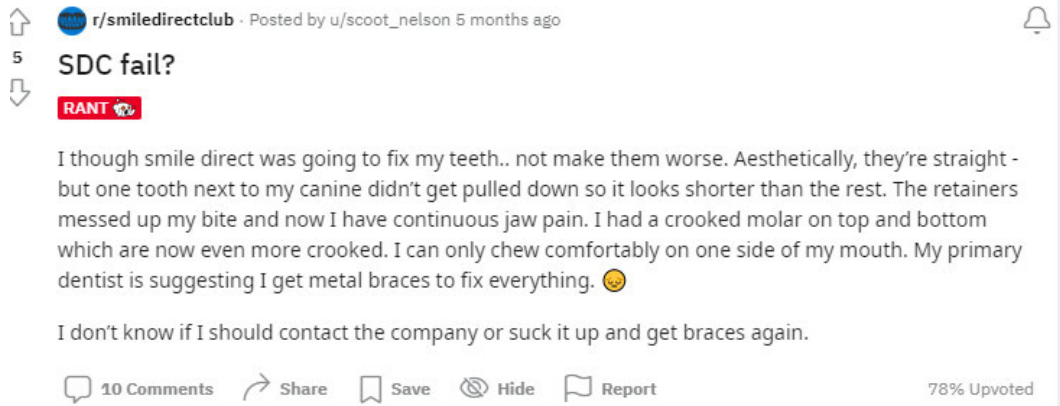 r/smiledirectclub · Posted by u/scoot_nelson 5 months ago
5
SDC fail?
RANT
I though smile direct was going to fix my teeth.. not make them worse. Aesthetically, they're straight -
but one tooth next to my canine didn't get pulled down so it looks shorter than the rest. The retainers
messed up my bite and now I have continuous jaw pain. I had a crooked molar on top and bottom
which are now even more crooked. I can only chew comfortably on one side of my mouth. My primary
dentist is suggesting I get metal braces to fix everything. 😞
I don't know if I should contact the company or suck it up and get braces again.
10 Comments Share Save Hide Report 78% Upvoted